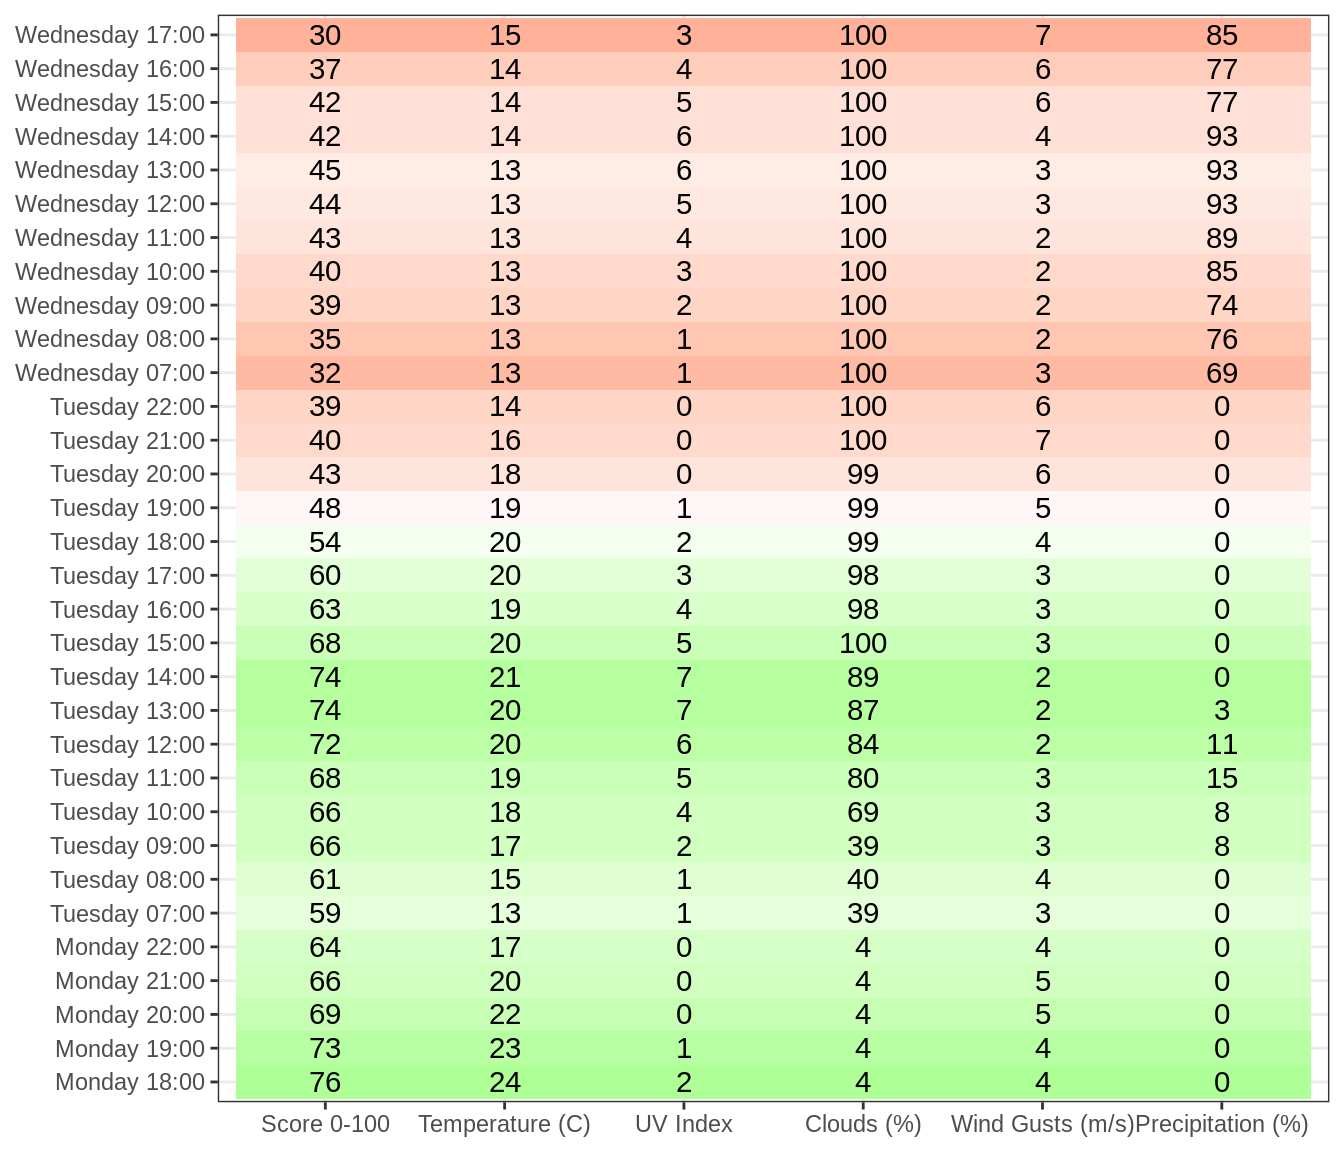 Wednesday 17:00 30 15 3 100 7 85
Wednesday 16:00 37 14 4 100 6 77
Wednesday 15:00 42 14 5 100 6 77
Wednesday 14:00 42 14 6 100 4 93
Wednesday 13:00 45 13 6 100 3 93
Wednesday 12:00 44 13 5 100 3 93
Wednesday 11:00 43 13 4 100 2 89
Wednesday 10:00 40 13 3 100 2 85
Wednesday 09:00 39 13 2 100 2 74
Wednesday 08:00 35 13 1 100 2 76
Wednesday 07:00 32 13 1 100 3 69
Tuesday 22:00 39 14 0 100 6 0
Tuesday 21:00 40 16 0 100 7 0
Tuesday 20:00 43 18 0 99 6 0
Tuesday 19:00 48 19 1 99 5 0
Tuesday 18:00 54 20 2 99 4 0
Tuesday 17:00 60 20 3 98 3 0
Tuesday 16:00 63 19 4 98 3 0
Tuesday 15:00 68 20 5 100 3 0
Tuesday 14:00 74 21 7 89 2 0
Tuesday 13:00 74 20 7 87 2 3
Tuesday 12:00 72 20 6 84 2 11
Tuesday 11:00 68 19 5 80 3 15
Tuesday 10:00 66 18 4 69 3 8
Tuesday 09:00 66 17 2 39 3 8
Tuesday 08:00 61 15 1 40 4 0
Tuesday 07:00 59 13 1 39 3 0
Monday 22:00 64 17 0 4 4 0
Monday 21:00 66 20 0 4 5 0
Monday 20:00 69 22 0 4 5 0
Monday 19:00 73 23 1 4 4 0
Monday 18:00 76 24 2 4 4 0
Score 0-100 Temperature (C) UV Index Clouds (%) Wind Gusts (m/s) Precipitation (%)